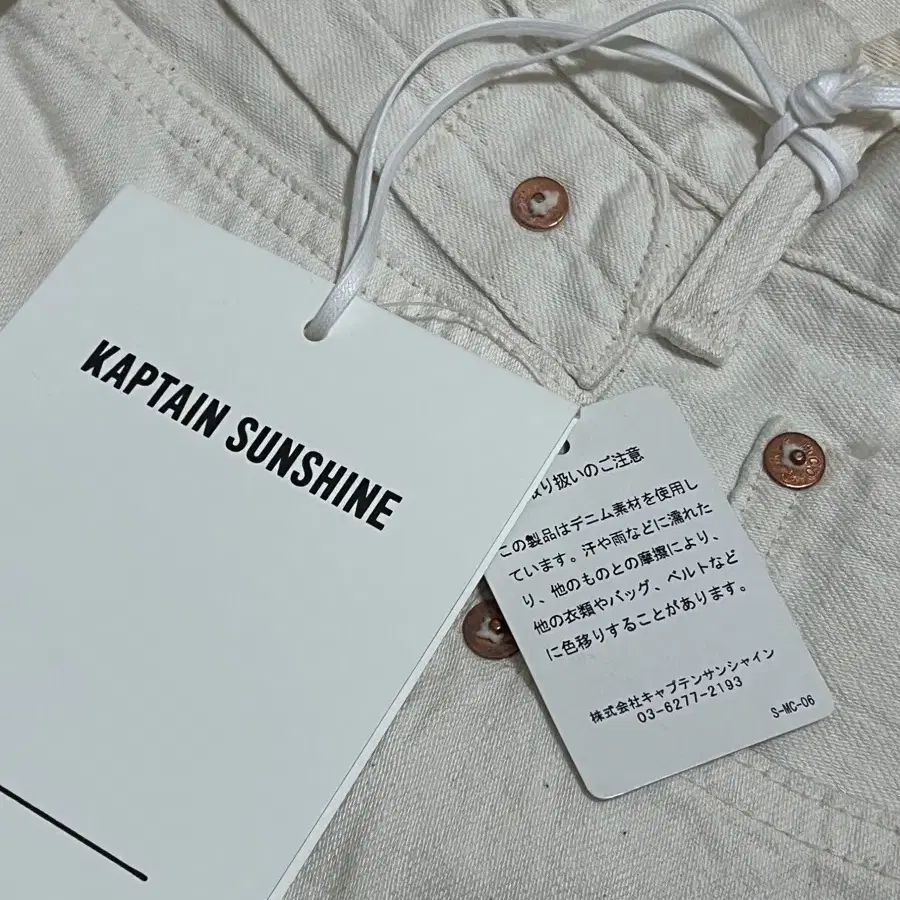 KAPTAIN SUNSHINE
り扱いのご注意
この製品はデニム素材を使用し
ています。汗や雨などに濡れた
り、他のものとの摩擦により、
他の衣類やバッグ、ベルトなど
に色移りすることがあります。
株式会社キャプテンサンシャイン
03-6277-2193
S-MC-06